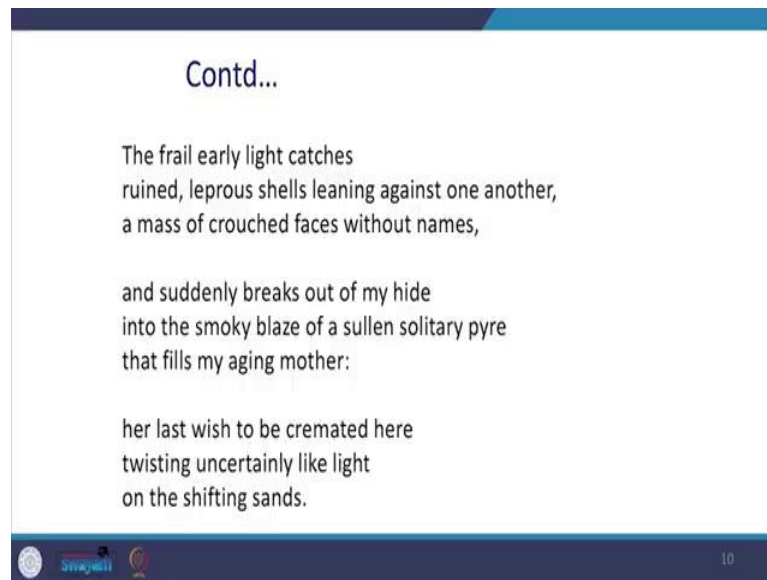 Contd...
The frail early light catches
ruined, leprous shells leaning against one another,
a mass of crouched faces without names,
and suddenly breaks out of my hide
into the smoky blaze of a sullen solitary pyre
that fills my aging mother:
her last wish to be cremated here
twisting uncertainly like light
on the shifting sands.
swayam
10